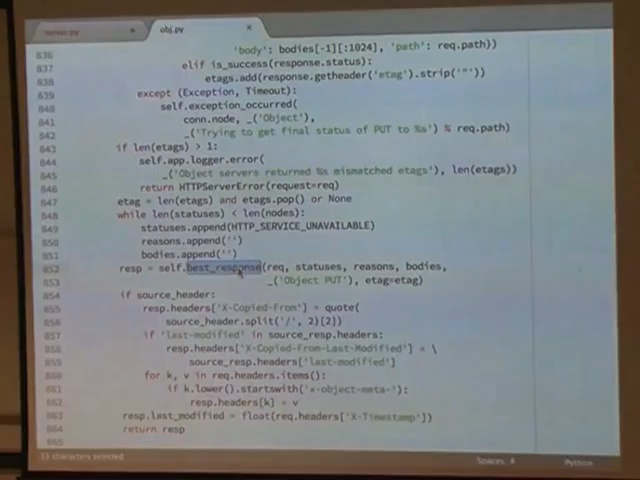 server.py
obj.py
836 'body': bodies[-1][:1024], 'path': req.path))
837 elif is_success(response.status):
838 etags.add(response.getheader('etag').strip('"'))
839 except (Exception, Timeout):
840 self.exception_occurred(
841 conn.node, _('Object'),
842 _('Trying to get final status of PUT to %s') % req.path)
843 if len(etags) > 1:
844 self.app.logger.error(
845 _('Object servers returned %s mismatched etags'), len(etags))
846 return HTTPServerError(request=req)
847 etag = len(etags) and etags.pop() or None
848 while len(statuses) < len(nodes):
849 statuses.append(HTTP_SERVICE_UNAVAILABLE)
850 reasons.append('')
851 bodies.append('')
852 resp = self.best_response(req, statuses, reasons, bodies,
853 _('Object PUT'), etag=etag)
854 if source_header:
855 resp.headers['X-Copied-From'] = quote(
856 source_header.split('/', 2)[2])
857 if 'last-modified' in source_resp.headers:
858 resp.headers['X-Copied-From-Last-Modified'] = \
859 source_resp.headers['last-modified']
860 for k, v in req.headers.items():
861 if k.lower().startswith('x-object-meta-'):
862 resp.headers[k] = v
863 resp.last_modified = float(req.headers['X-Timestamp'])
864 return resp
865
13 characters selected
Spaces: 4
Python